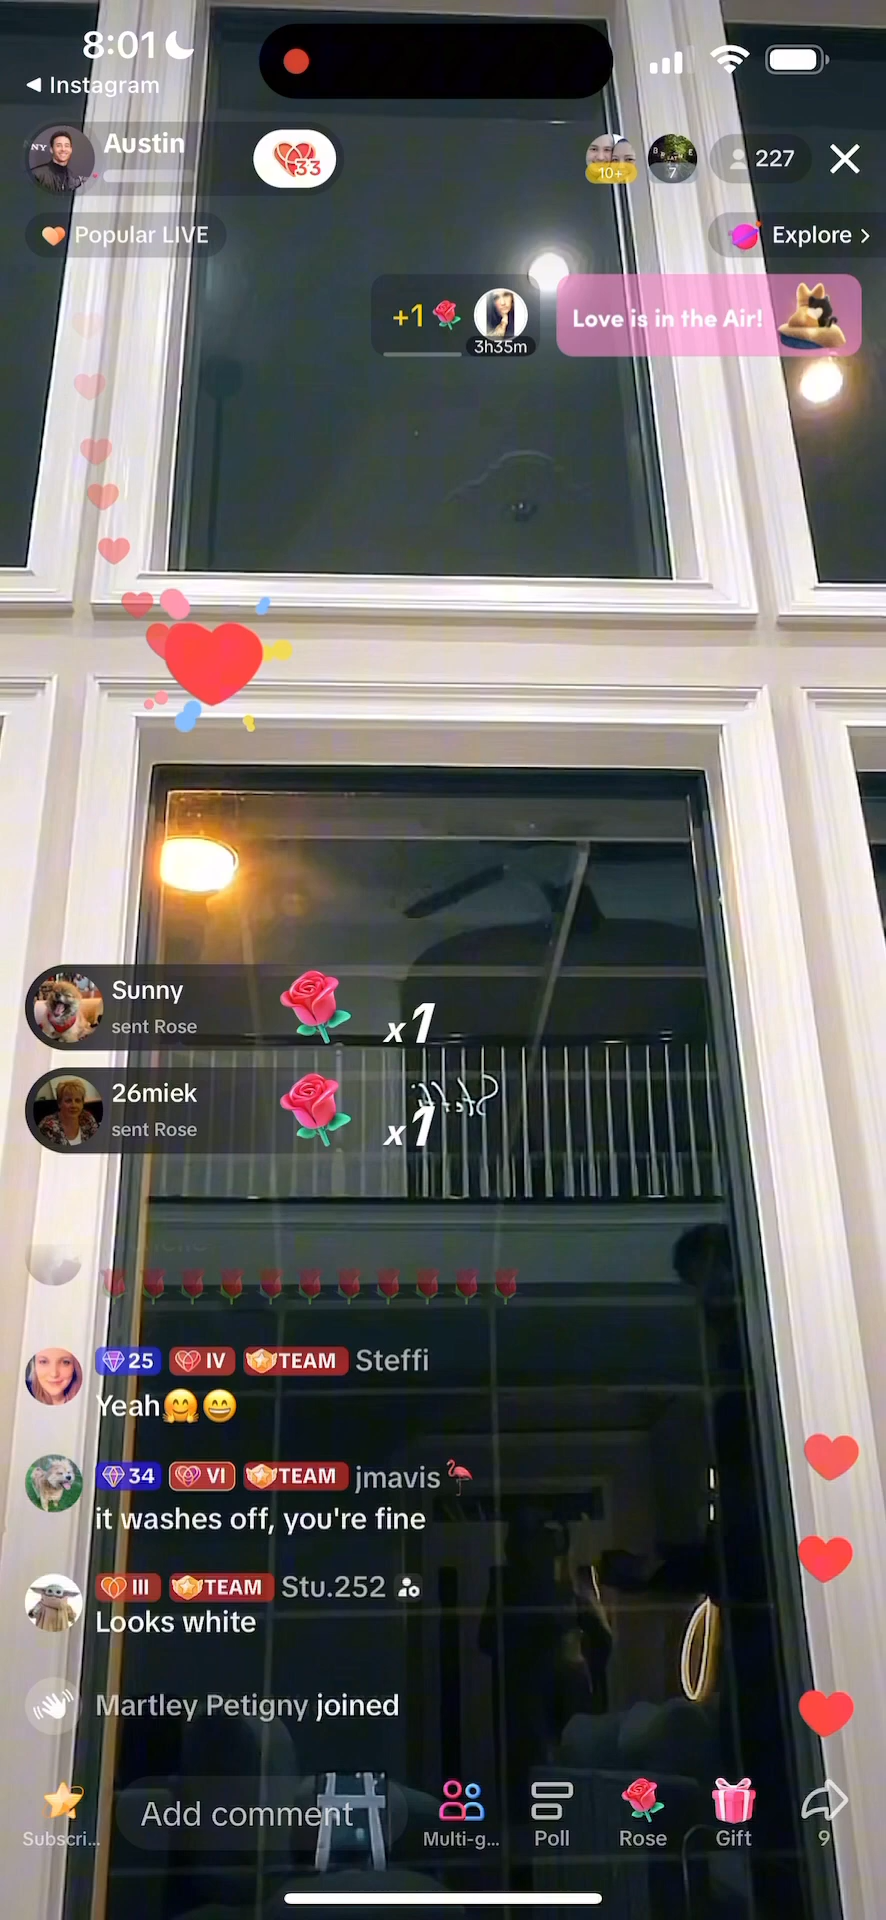 8:01
◀ Instagram
Austin
33
10+
7
227
Popular LIVE
Explore >
+1
3h35m
Love is in the Air!
Sunny
sent Rose
x1
26miek
sent Rose
x1
Steffi
🌹🌹🌹🌹🌹🌹🌹🌹🌹🌹🌹
25 IV TEAM Steffi
Yeah🤗😄
34 VI TEAM jmavis🦩
it washes off, you're fine
III TEAM Stu.252
Looks white
Martley Petigny joined
Add comment
Subscri...
Multi-g...
Poll
Rose
Gift
9